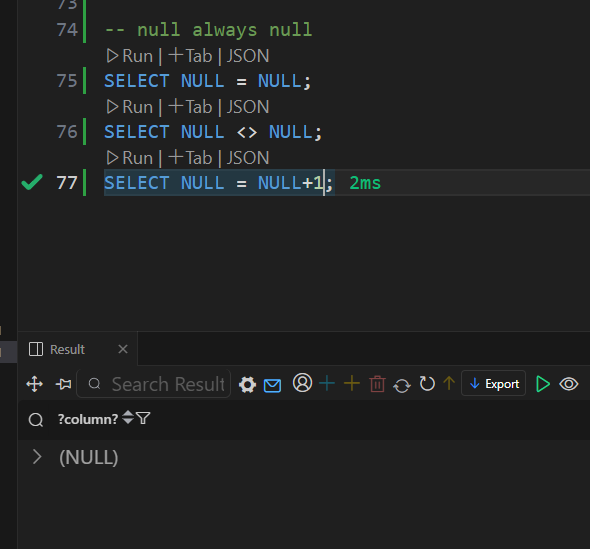 73
74 -- null always null
Run | +Tab | JSON
75 SELECT NULL = NULL;
Run | +Tab | JSON
76 SELECT NULL <> NULL;
Run | +Tab | JSON
77 SELECT NULL = NULL+1; 2ms
Result
Search Result
Export
?column?
(NULL)